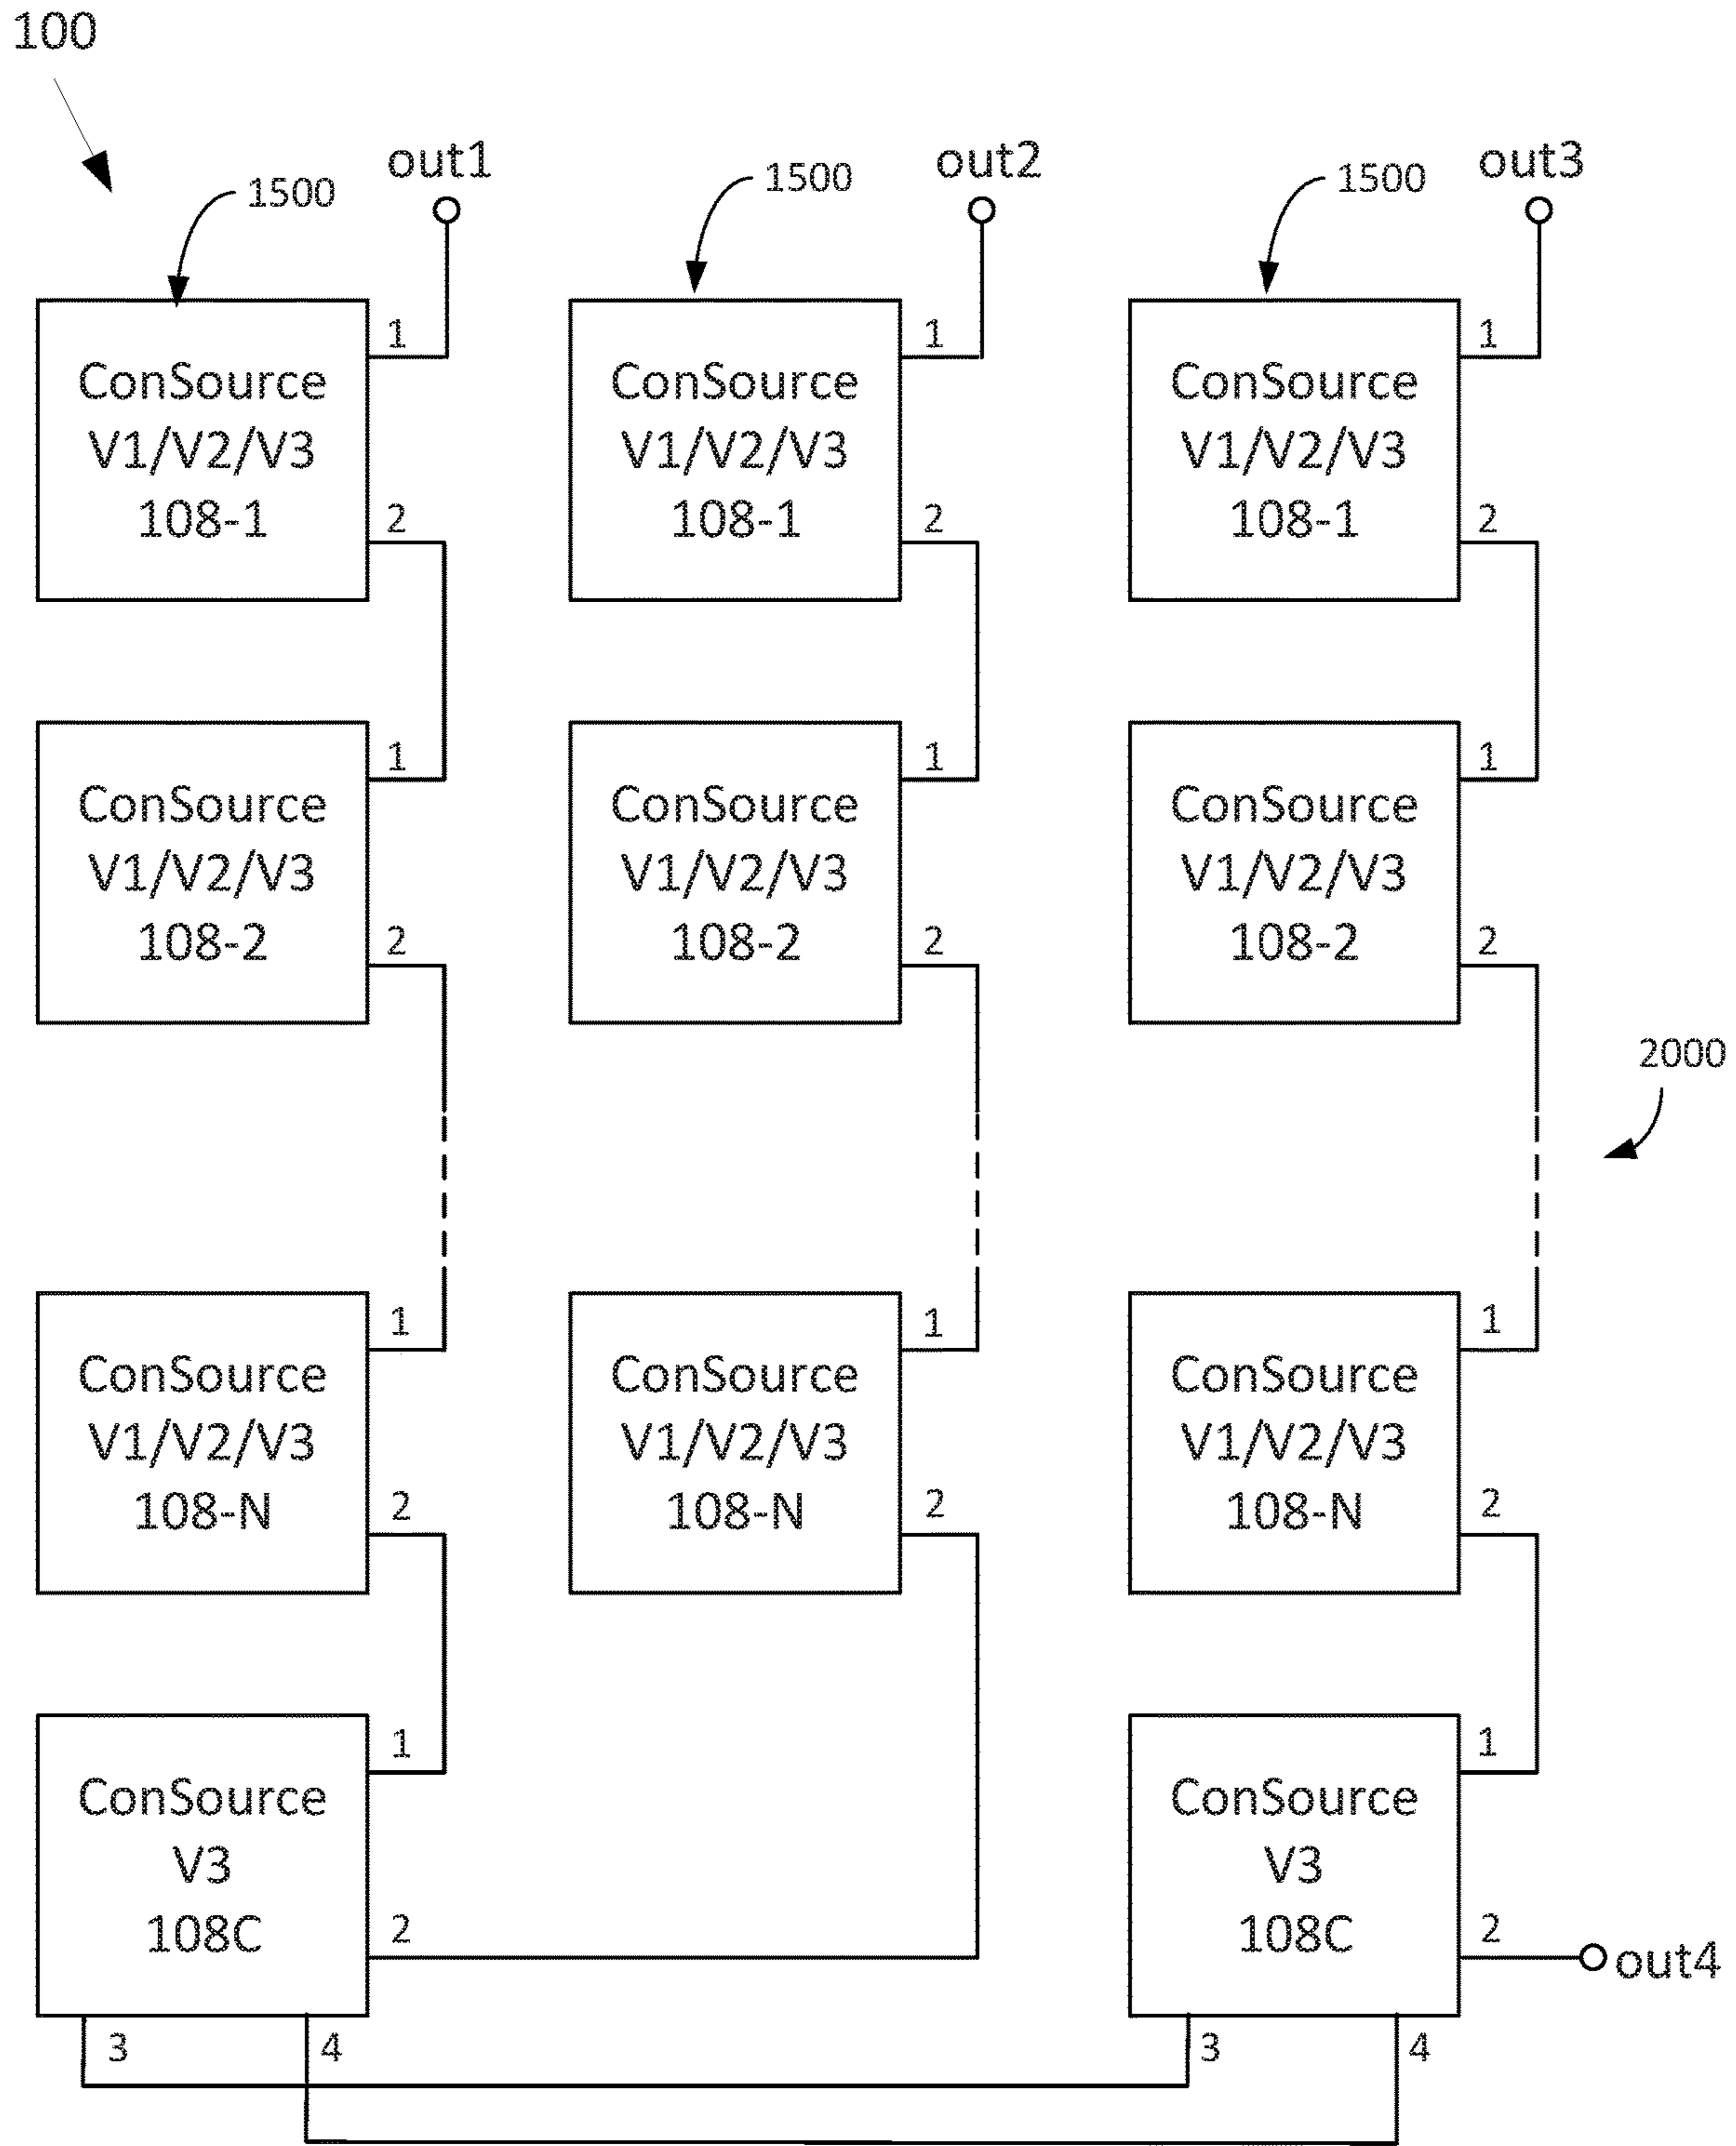 100
out1
out2
out3
1500
1500
1500
1
1
1
ConSource
V1/V2/V3
108-1
ConSource
V1/V2/V3
108-1
ConSource
V1/V2/V3
108-1
2
2
2
1
1
1
ConSource
V1/V2/V3
108-2
ConSource
V1/V2/V3
108-2
ConSource
V1/V2/V3
108-2
2
2
2
2000
1
1
1
ConSource
V1/V2/V3
108-N
ConSource
V1/V2/V3
108-N
ConSource
V1/V2/V3
108-N
2
2
2
1
1
ConSource
V3
108C
ConSource
V3
108C
2
2
out4
3
4
3
4